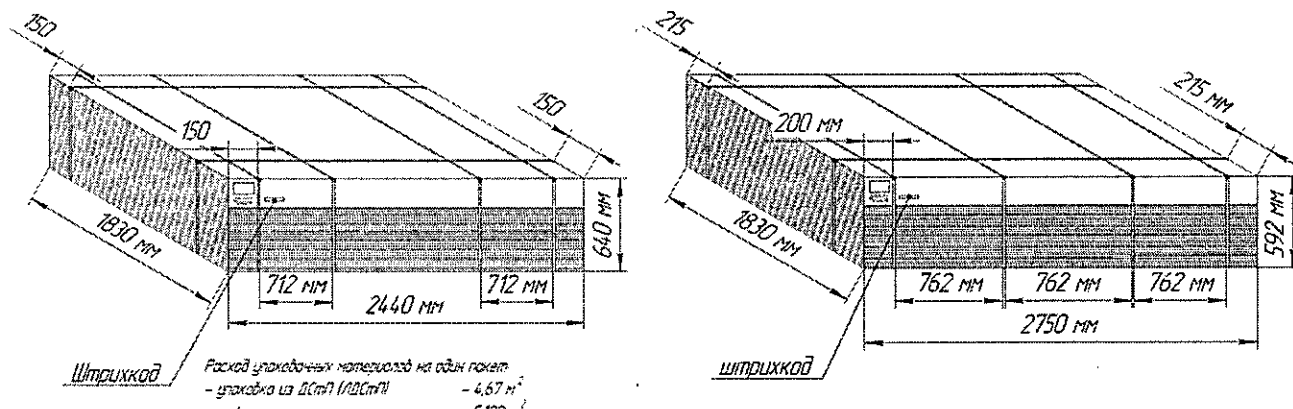 150
150
150
1830 мм
640 мм
712 мм
712 мм
2440 мм
Штрихкод
Расход упаковочных материалов на один пакет
– упаковка из ДСтП (ЛДСтП) – 4,67 м²
215
215 мм
200 мм
1830 мм
592 мм
762 мм
762 мм
762 мм
2750 мм
штрихкод